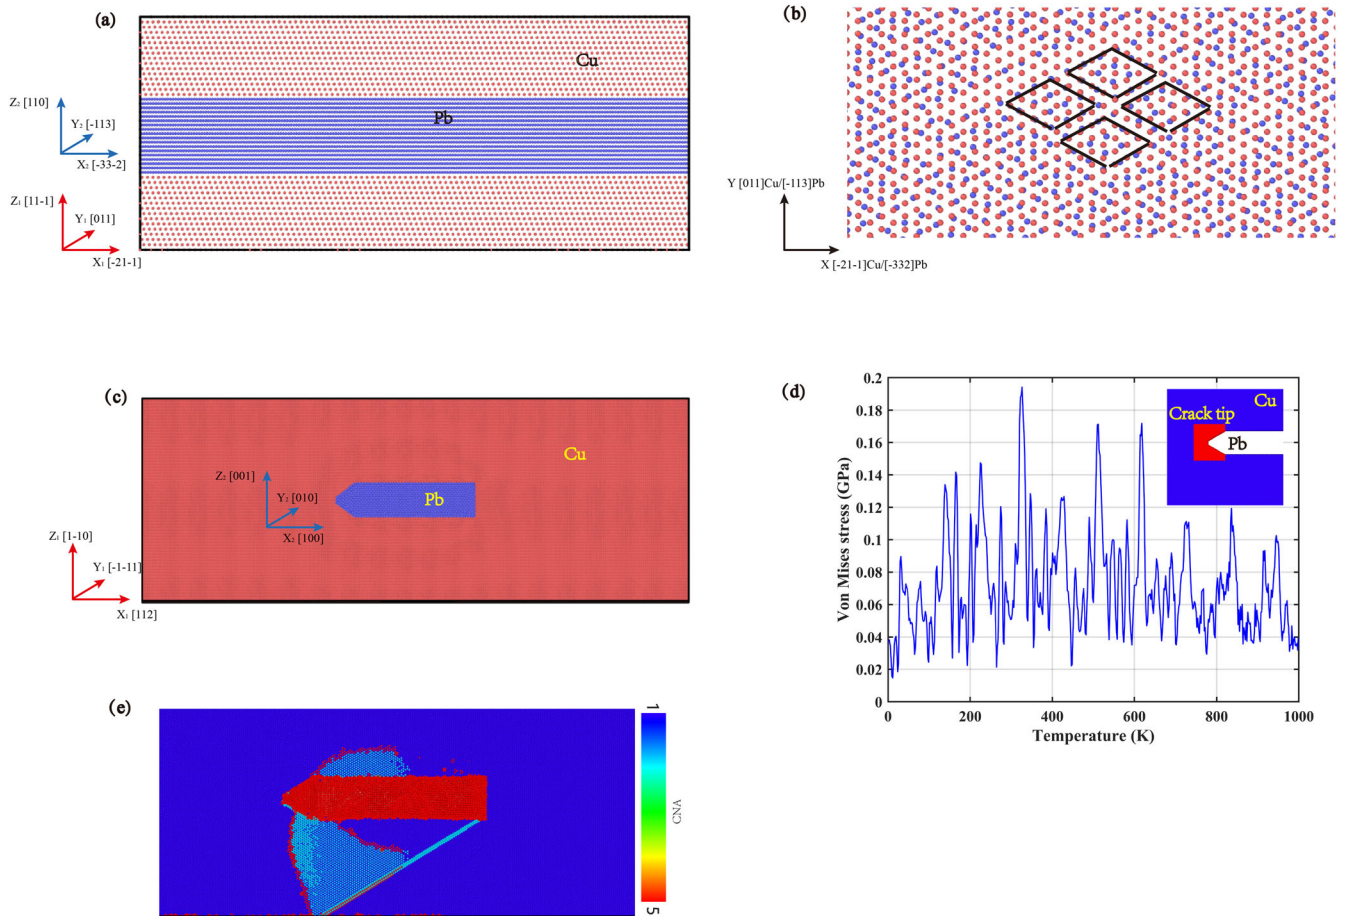 (a)
Cu
Pb
Z₂ [110]
Y₂ [-113]
X₂ [-33-2]
Z₁ [11-1]
Y₁ [011]
X₁ [-21-1]
(b)
Y [011]Cu/[-113]Pb
X [-21-1]Cu/[-332]Pb
(c)
Cu
Pb
Z₂ [001]
Y₂ [010]
X₂ [100]
Z₁ [1-10]
Y₁ [-1-11]
X₁ [112]
(d)
Von Mises stress (GPa)
0.2
0.18
0.16
0.14
0.12
0.1
0.08
0.06
0.04
0.02
0
0 200 400 600 800 1000
Temperature (K)
Cu
Crack tip
Pb
(e)
1
CNA
5